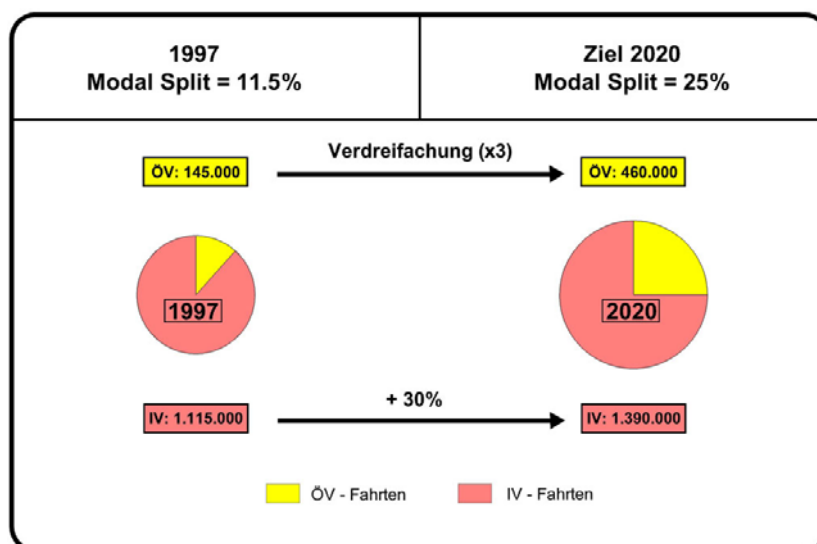 1997
Modal Split = 11.5%
Ziel 2020
Modal Split = 25%
Verdreifachung (x3)
ÖV: 145.000
ÖV: 460.000
1997
2020
+ 30%
IV: 1.115.000
IV: 1.390.000
ÖV - Fahrten
IV - Fahrten